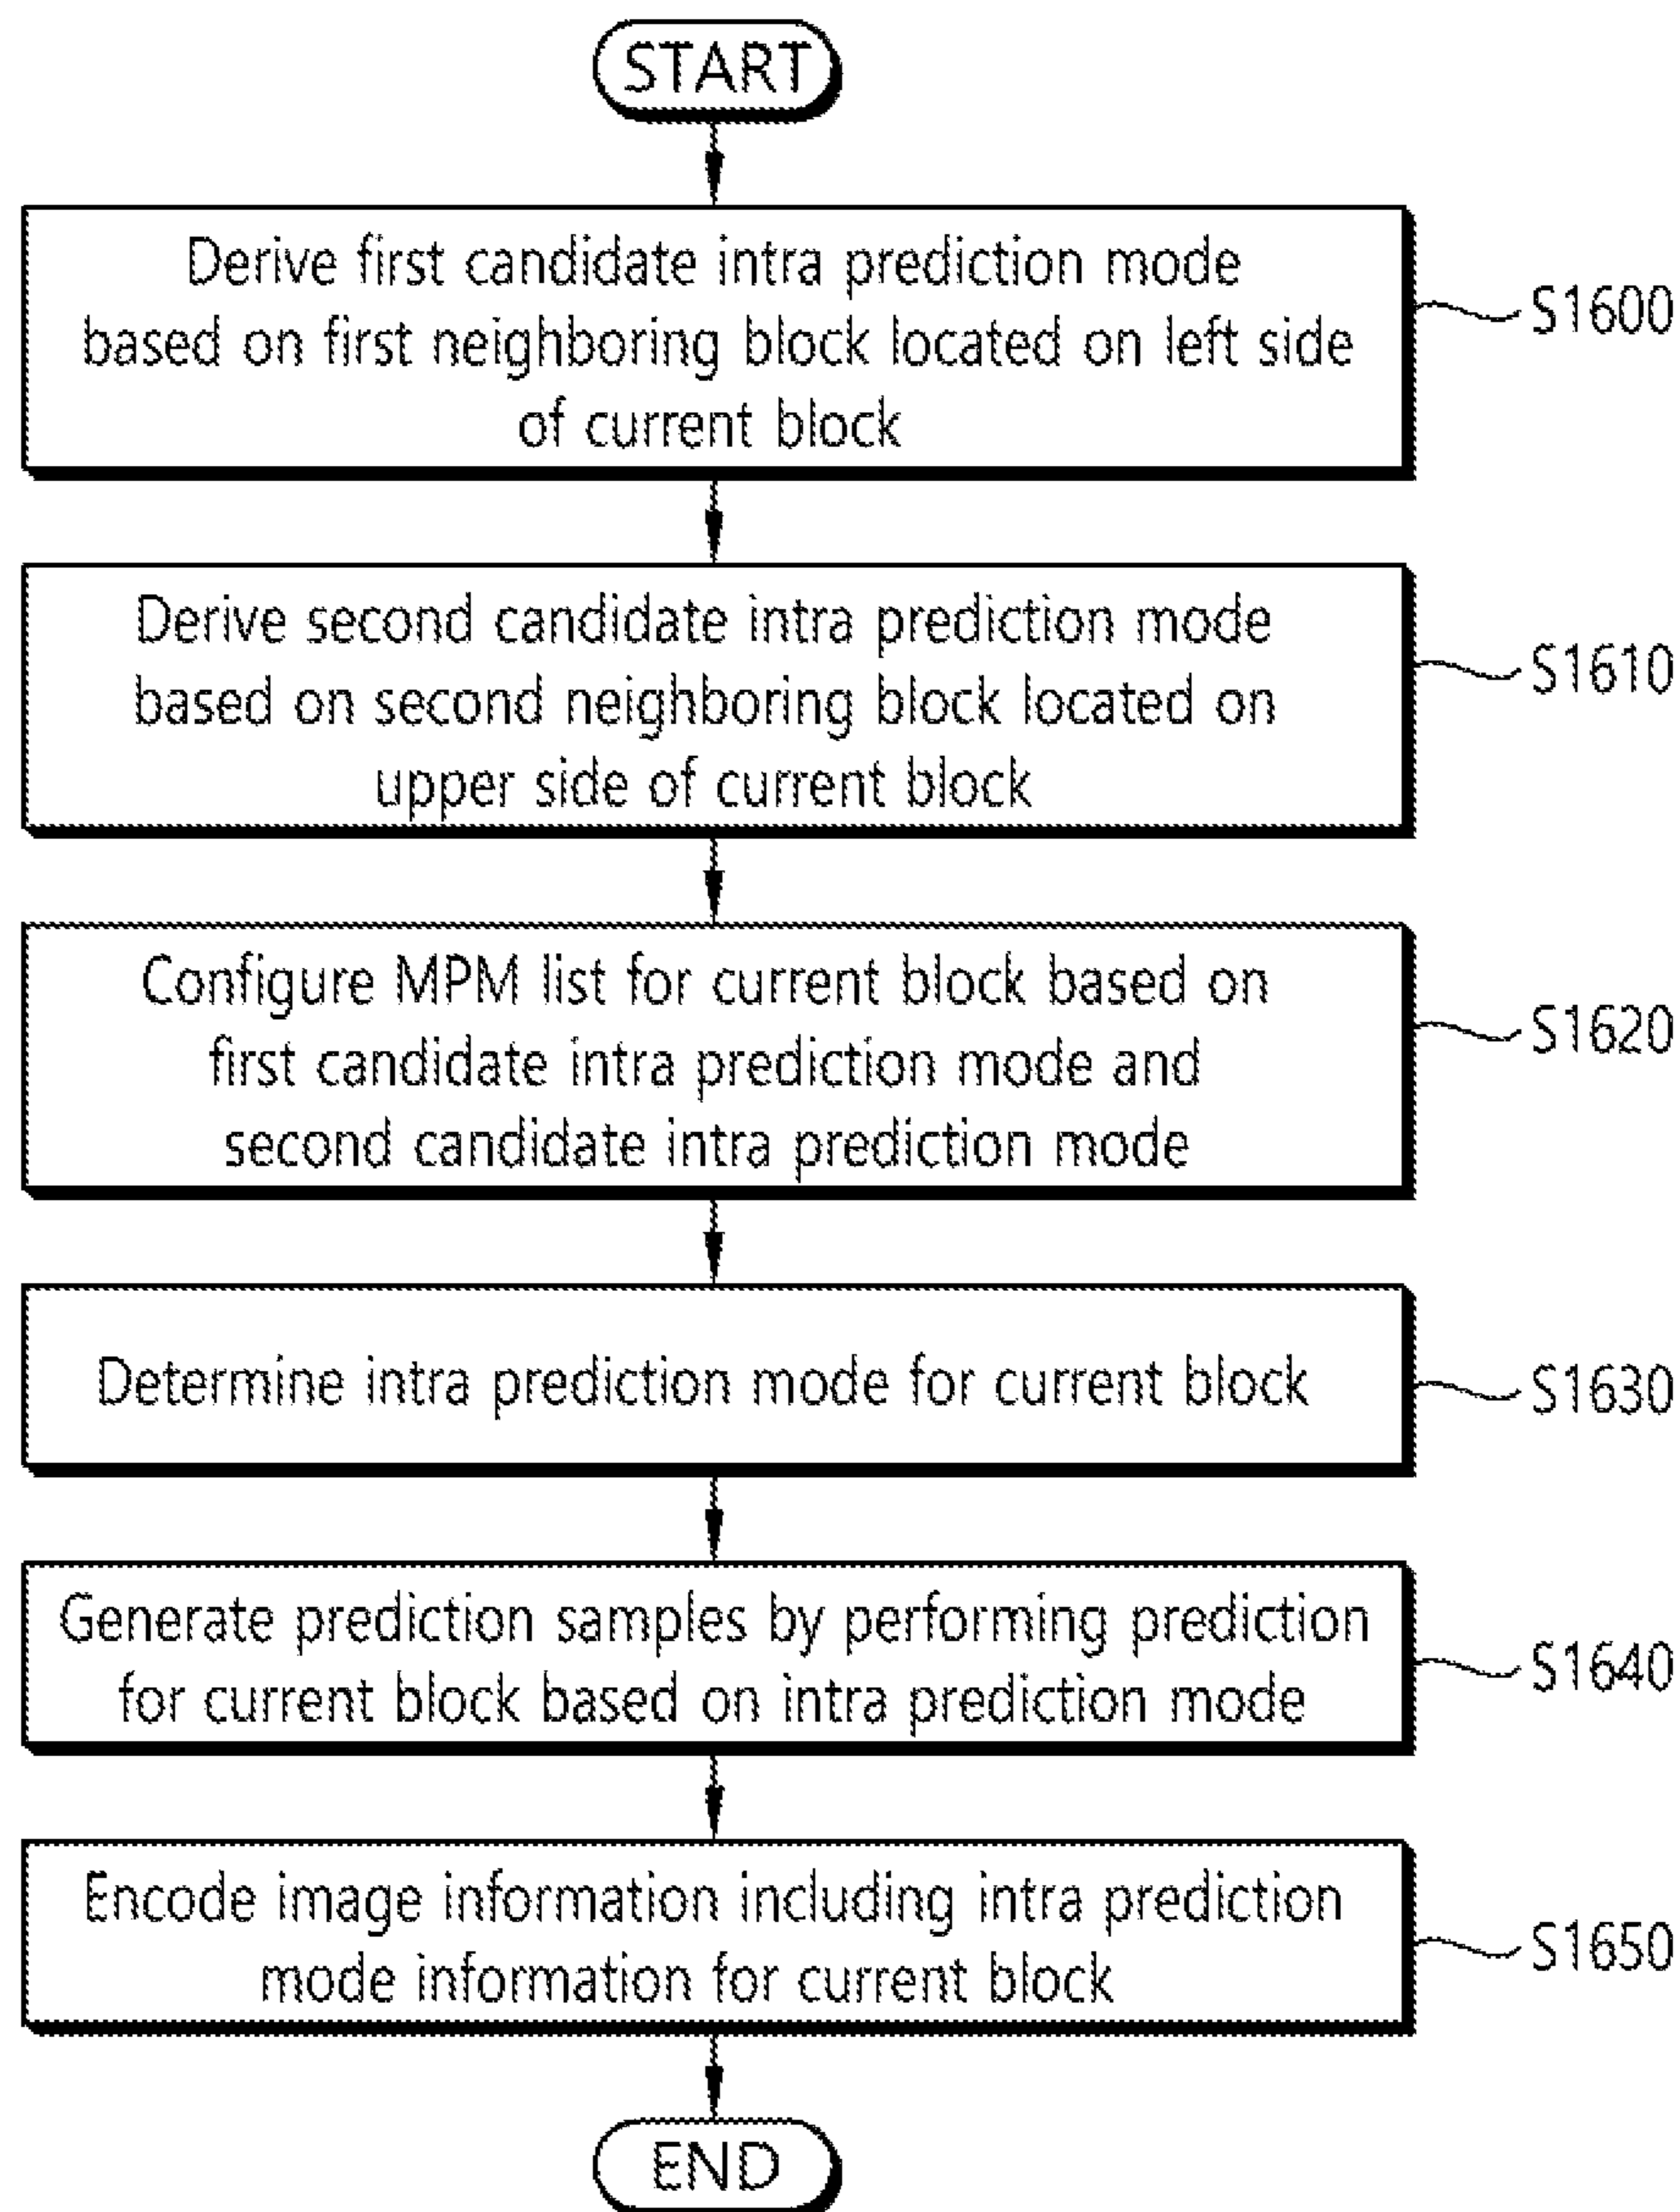 START
Derive first candidate intra prediction mode
based on first neighboring block located on left side
of current block
S1600
Derive second candidate intra prediction mode
based on second neighboring block located on
upper side of current block
S1610
Configure MPM list for current block based on
first candidate intra prediction mode and
second candidate intra prediction mode
S1620
Determine intra prediction mode for current block
S1630
Generate prediction samples by performing prediction
for current block based on intra prediction mode
S1640
Encode image information including intra prediction
mode information for current block
S1650
END